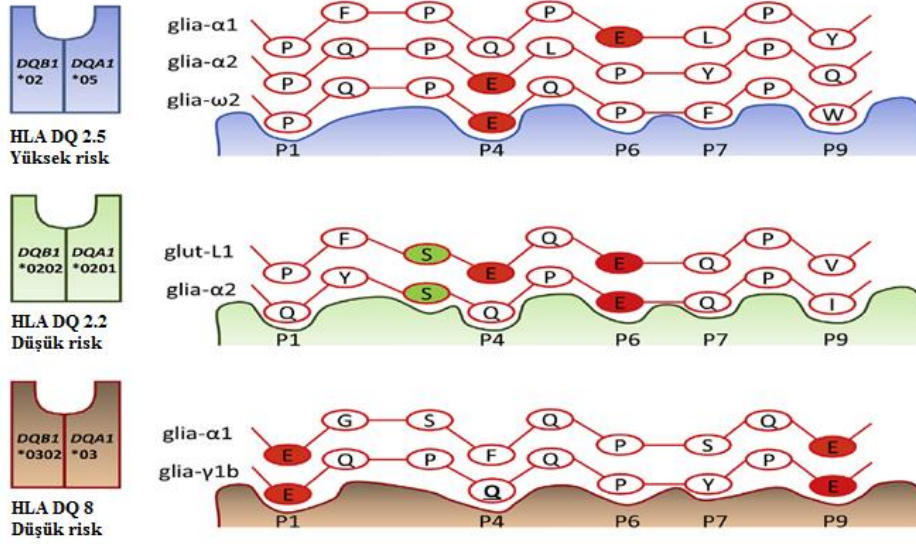 glia-α1 P F P Q P E L P Y
glia-α2 P Q P E L P Y P Q
glia-ω2 P Q P E Q P F P W
DQB1 DQA1
*02 *05
HLA DQ 2.5
Yüksek risk
P1 P4 P6 P7 P9
glut-L1 P F S E Q E Q P V
glia-α2 Q Y S Q P E Q P I
DQB1 DQA1
*0202 *0201
HLA DQ 2.2
Düşük risk
P1 P4 P6 P7 P9
glia-α1 E G S F Q P S Q E
glia-γ1b E Q P Q Q P Y P E
DQB1 DQA1
*0302 *03
HLA DQ 8
Düşük risk
P1 P4 P6 P7 P9